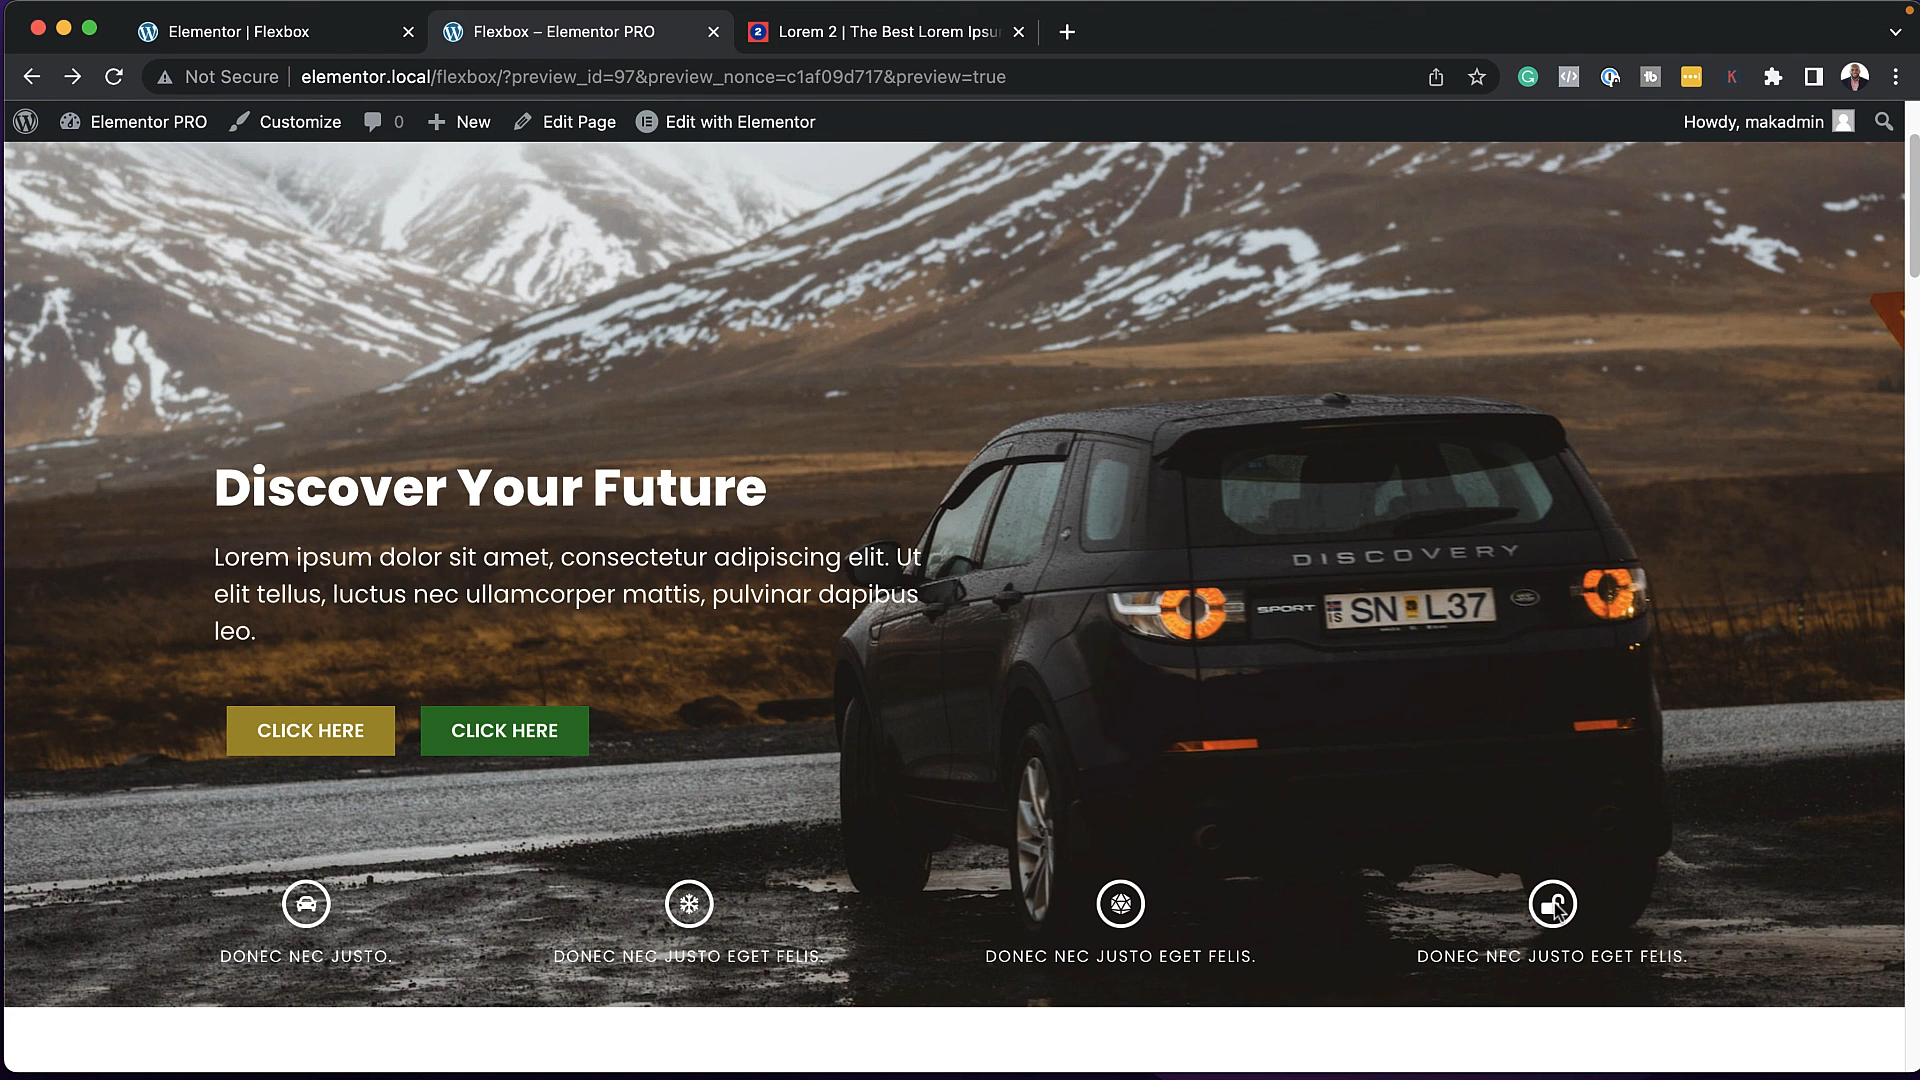 Elementor | Flexbox
Flexbox – Elementor PRO
Lorem 2 | The Best Lorem Ipsu
Not Secure
elementor.local/flexbox/?preview_id=97&preview_nonce=c1af09d717&preview=true
Elementor PRO
Customize
0
New
Edit Page
Edit with Elementor
Howdy, makadmin
Discover Your Future
Lorem ipsum dolor sit amet, consectetur adipiscing elit. Ut
elit tellus, luctus nec ullamcorper mattis, pulvinar dapibus
leo.
DISCOVERY
SPORT
IS SN L37
CLICK HERE
CLICK HERE
DONEC NEC JUSTO.
DONEC NEC JUSTO EGET FELIS.
DONEC NEC JUSTO EGET FELIS.
DONEC NEC JUSTO EGET FELIS.